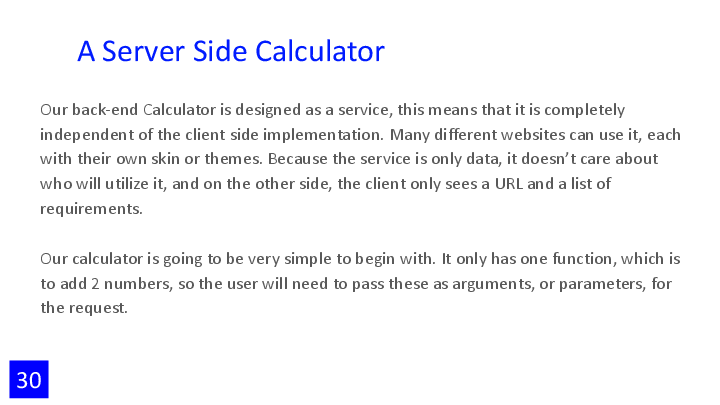 A Server Side Calculator
Our back-end Calculator is designed as a service, this means that it is completely
independent of the client side implementation. Many different websites can use it, each
with their own skin or themes. Because the service is only data, it doesn’t care about
who will utilize it, and on the other side, the client only sees a URL and a list of
requirements.
Our calculator is going to be very simple to begin with. It only has one function, which is
to add 2 numbers, so the user will need to pass these as arguments, or parameters, for
the request.
30